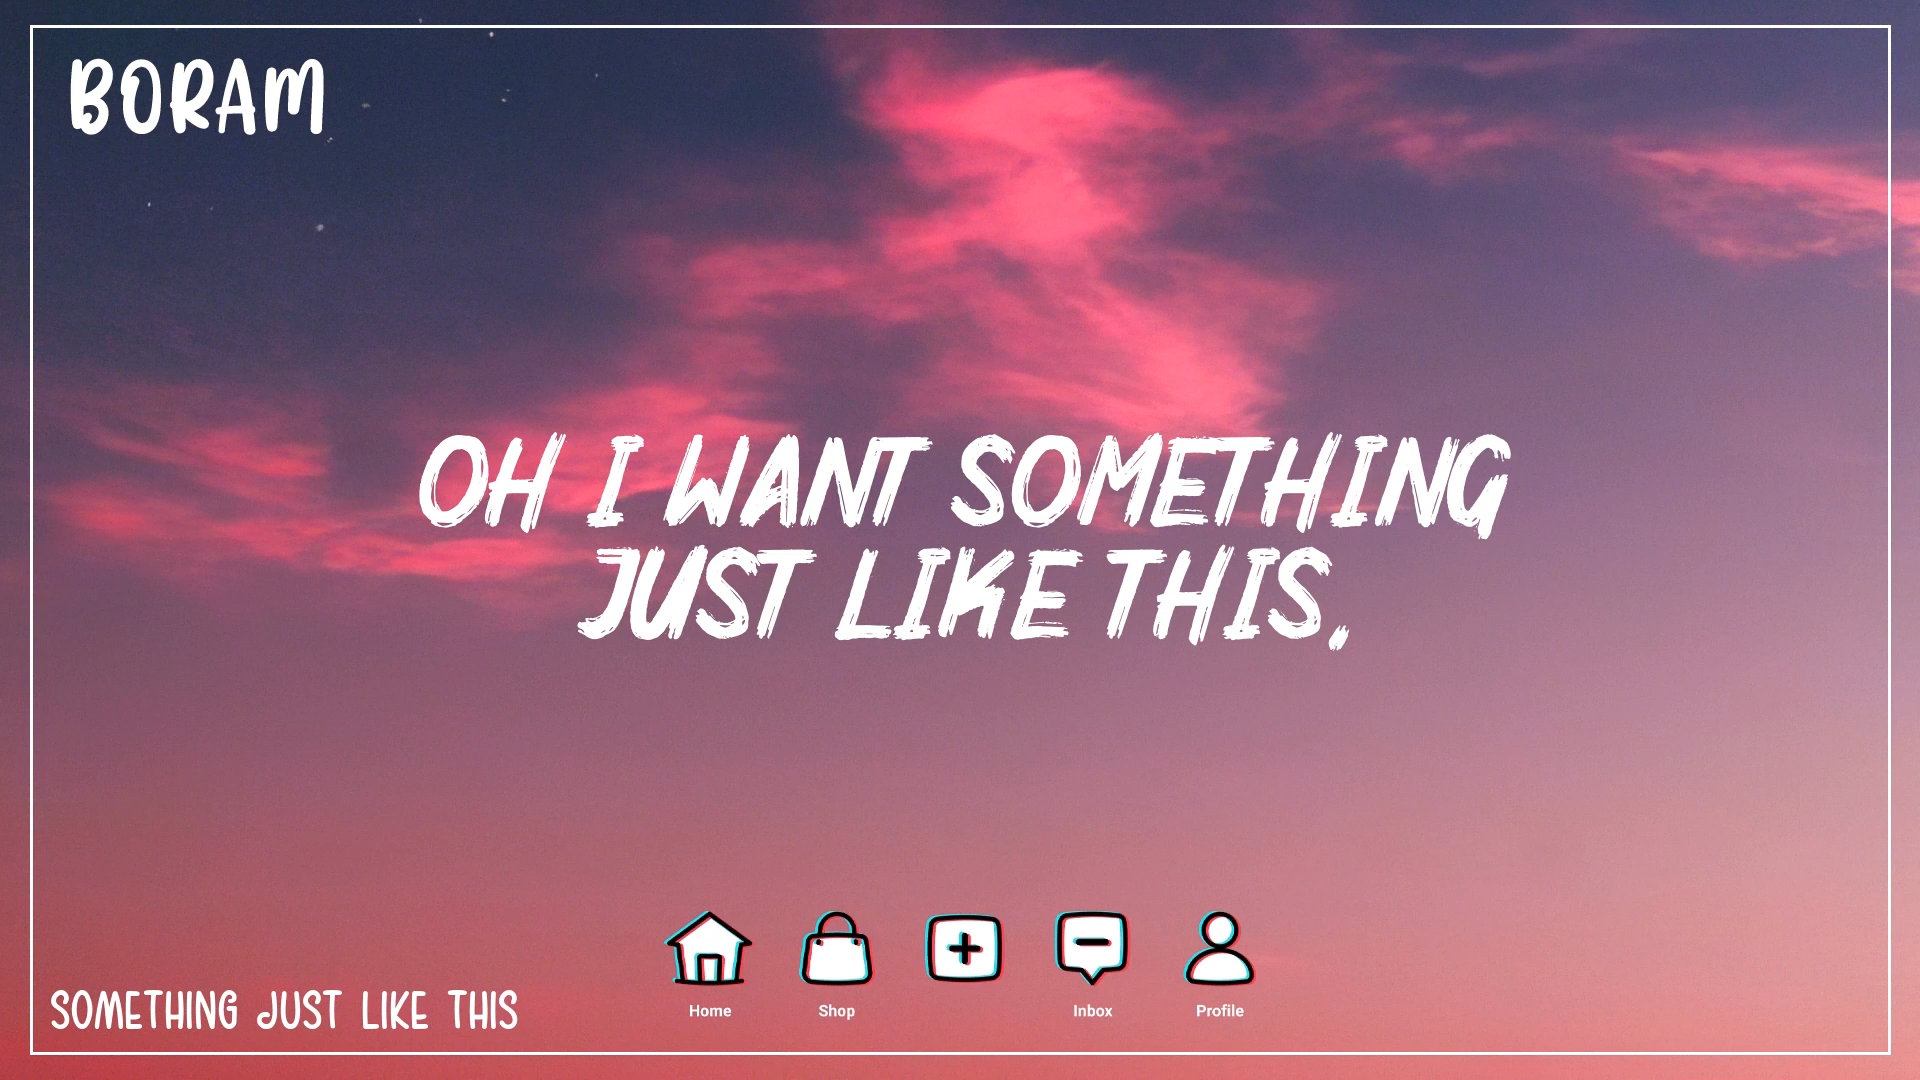 BORAM
OH I WANT SOMETHING
JUST LIKE THIS,
Home
Shop
Inbox
Profile
SOMETHING JUST LIKE THIS